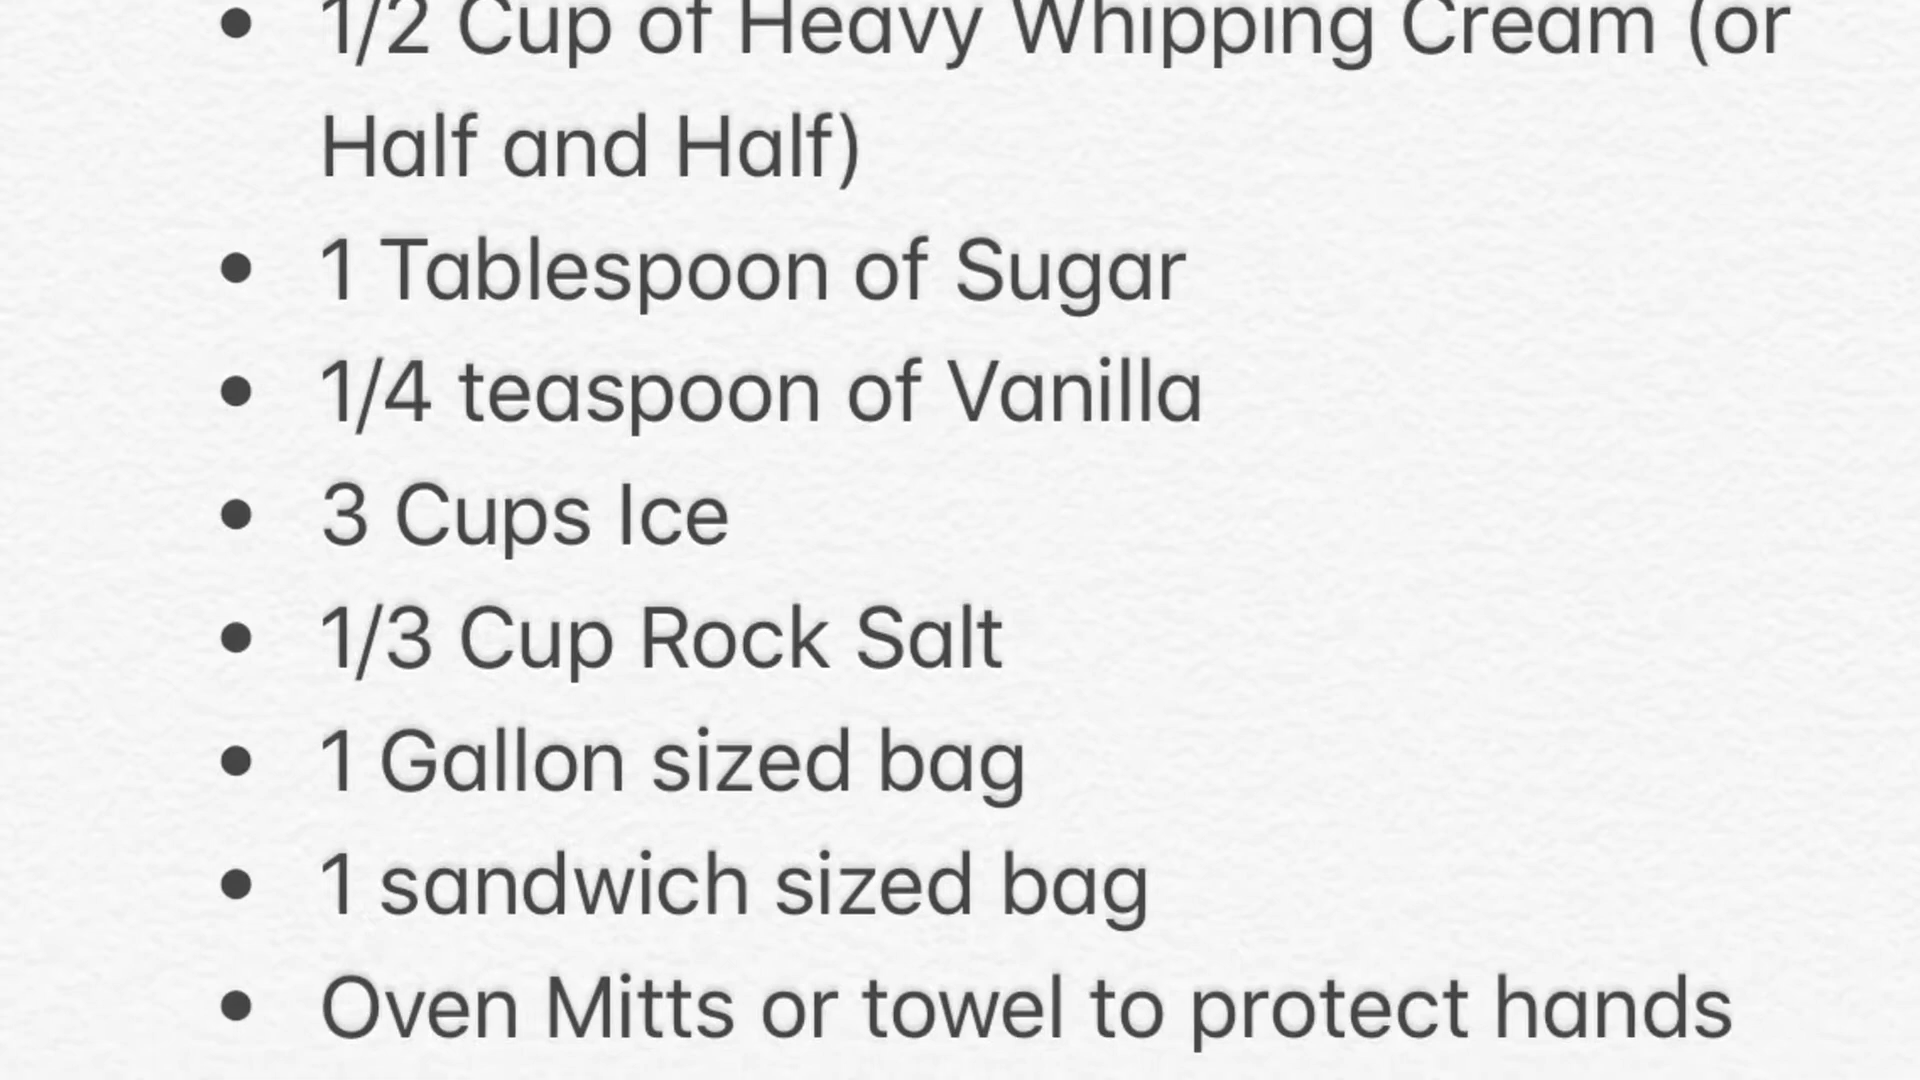 • 1/2 Cup of Heavy Whipping Cream (or
Half and Half)
• 1 Tablespoon of Sugar
• 1/4 teaspoon of Vanilla
• 3 Cups Ice
• 1/3 Cup Rock Salt
• 1 Gallon sized bag
• 1 sandwich sized bag
• Oven Mitts or towel to protect hands